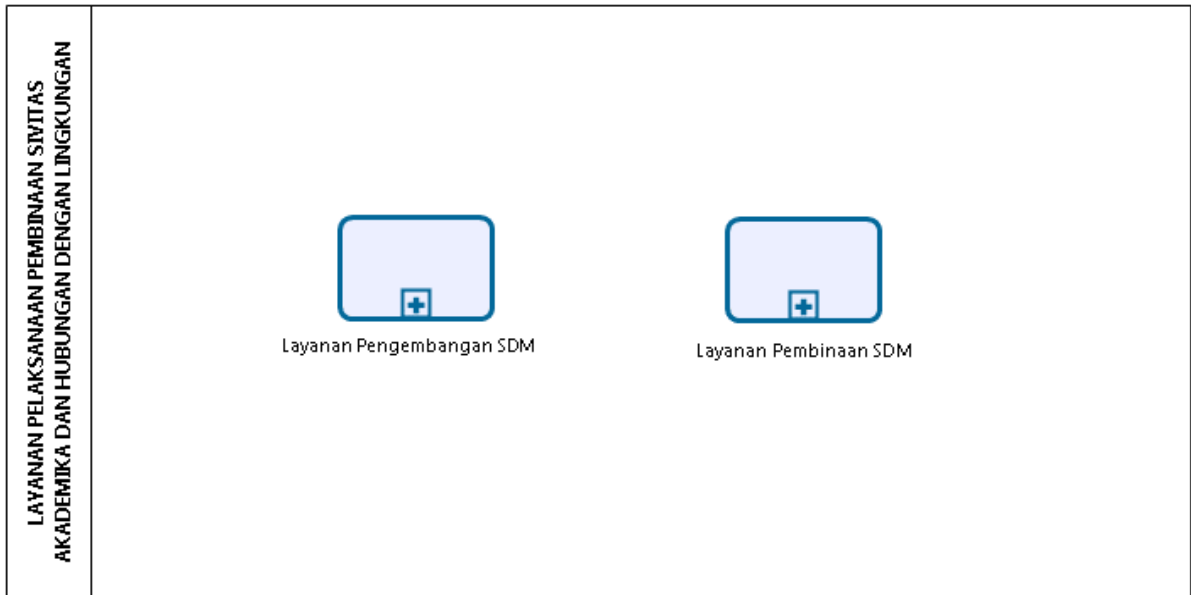 LAYANAN PELAKSANAAN PEMBINAAN SIVITAS
AKADEMIKA DAN HUBUNGAN DENGAN LINGKUNGAN
Layanan Pengembangan SDM
Layanan Pembinaan SDM